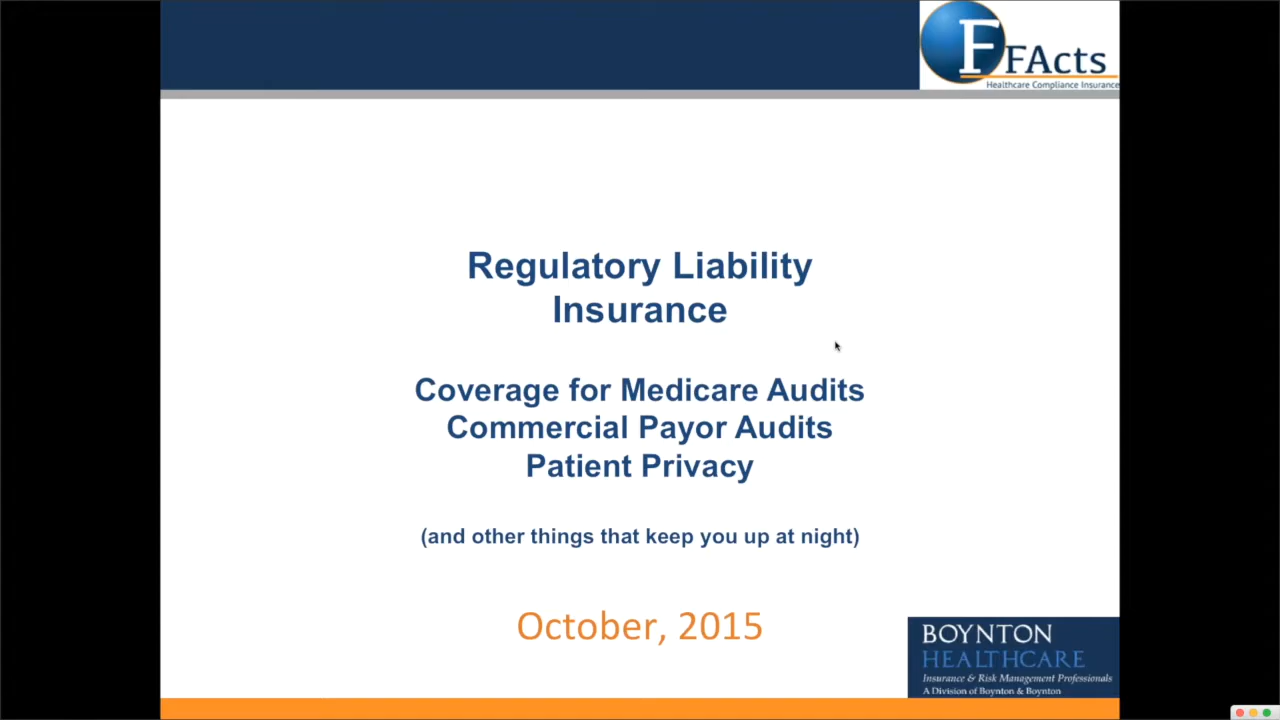 F
FActs
Healthcare Compliance Insurance
Regulatory Liability
Insurance
Coverage for Medicare Audits
Commercial Payor Audits
Patient Privacy
(and other things that keep you up at night)
October, 2015
BOYNTON
HEALTHCARE
Insurance & Risk Management Professionals
A Division of Boynton & Boynton